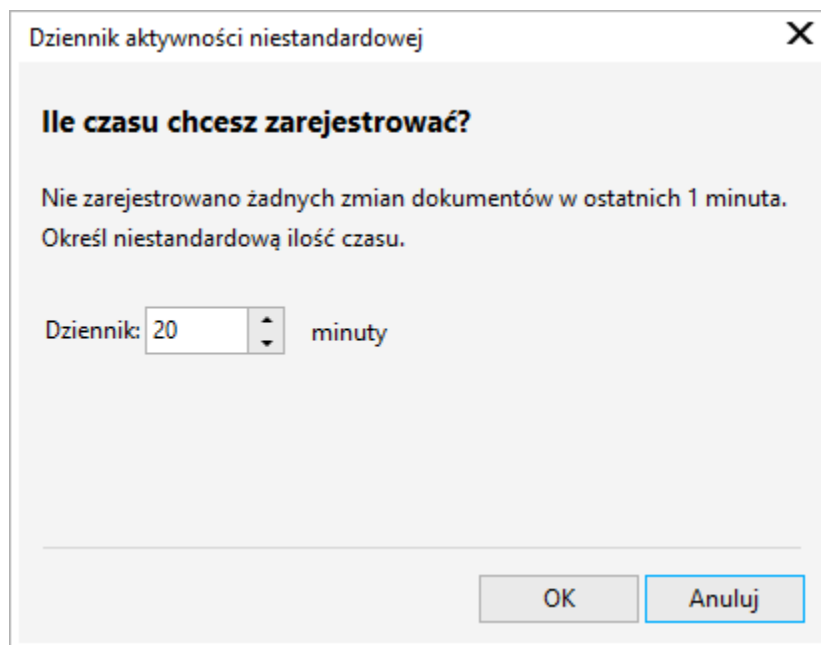 Dziennik aktywności niestandardowej
Ile czasu chcesz zarejestrować?
Nie zarejestrowano żadnych zmian dokumentów w ostatnich 1 minuta.
Określ niestandardową ilość czasu.
Dziennik: 20 minuty
OK Anuluj